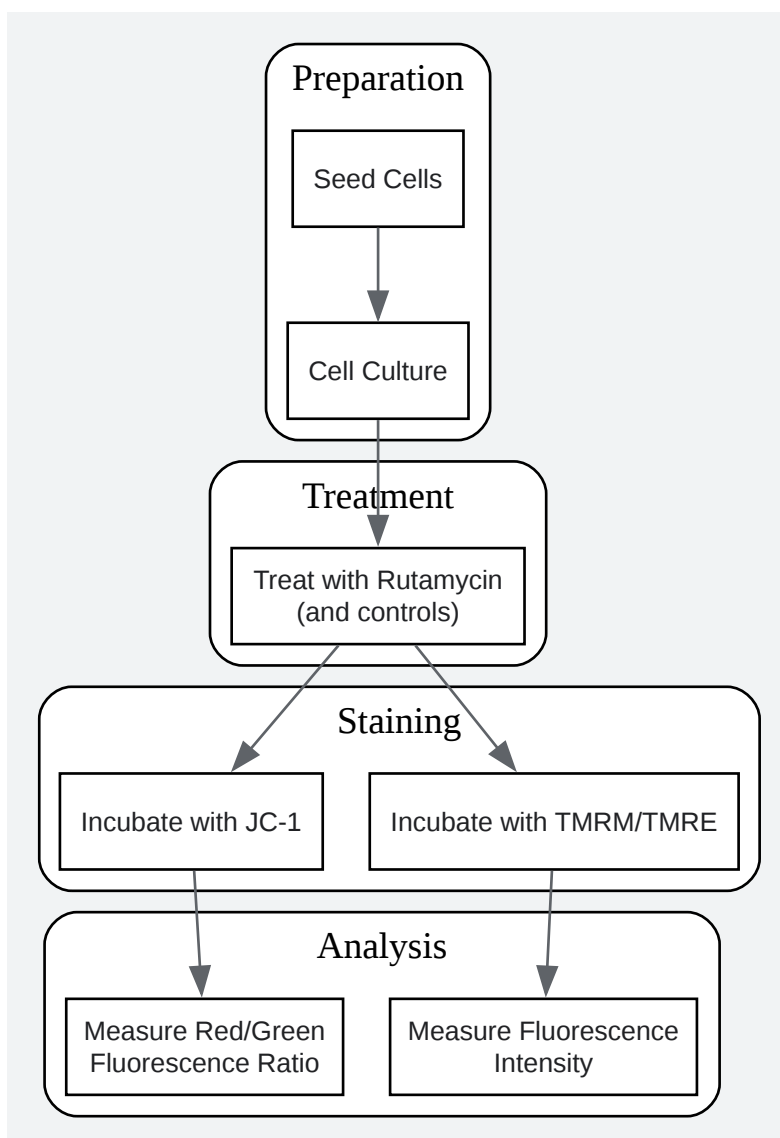 Preparation
Seed Cells
Cell Culture
Treatment
Treat with Rutamycin
(and controls)
Staining
Incubate with JC-1
Incubate with TMRM/TMRE
Analysis
Measure Red/Green
Fluorescence Ratio
Measure Fluorescence
Intensity